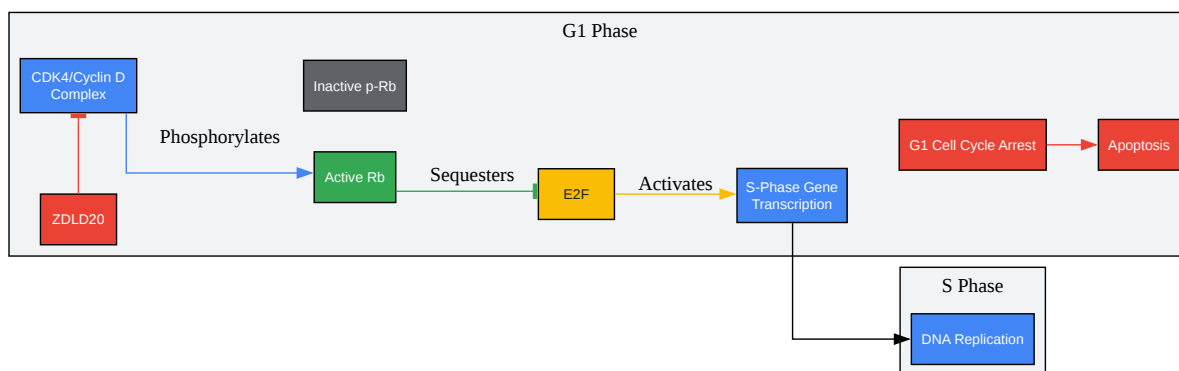 G1 Phase
CDK4/Cyclin D
Complex
Inactive p-Rb
Phosphorylates
G1 Cell Cycle Arrest
Apoptosis
Active Rb
Sequesters
E2F
Activates
S-Phase Gene
Transcription
ZDLD20
S Phase
DNA Replication